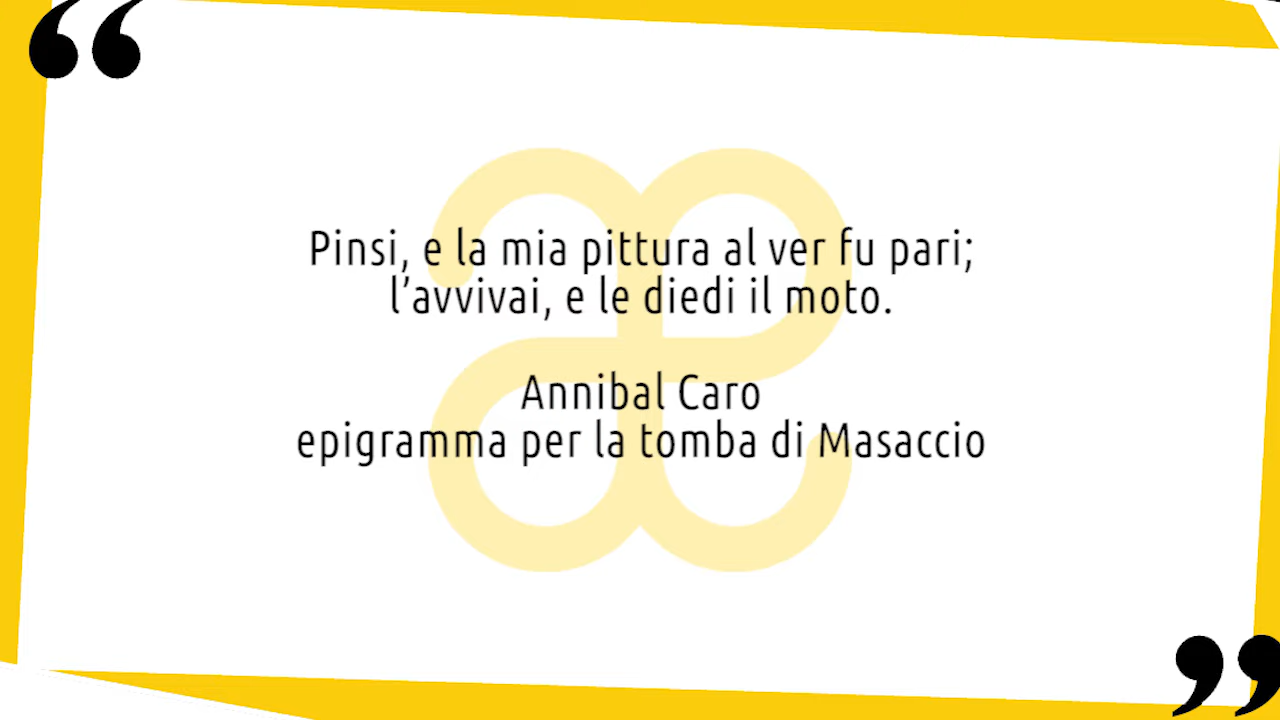 Pinsi, e la mia pittura al ver fu pari;
l’avvivai, e le diedi il moto.
Annibal Caro
epigramma per la tomba di Masaccio